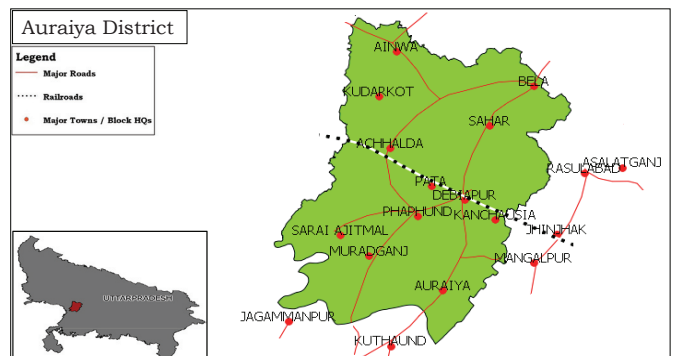 Auraiya District
Legend
Major Roads
Railroads
Major Towns / Block HQs
AINWA
BELA
KUDARKOT
SAHAR
ACHHALDA
ASALATGANJ
RASULABAD
PATA
DEBIAPUR
PHAPHUND
KANCHAUSIA
SARAI AJITMAL
JHINJHAK
MURADGANJ
MANGALPUR
AURAIYA
UTTARPRADESH
JAGAMMANPUR
KUTHAUND